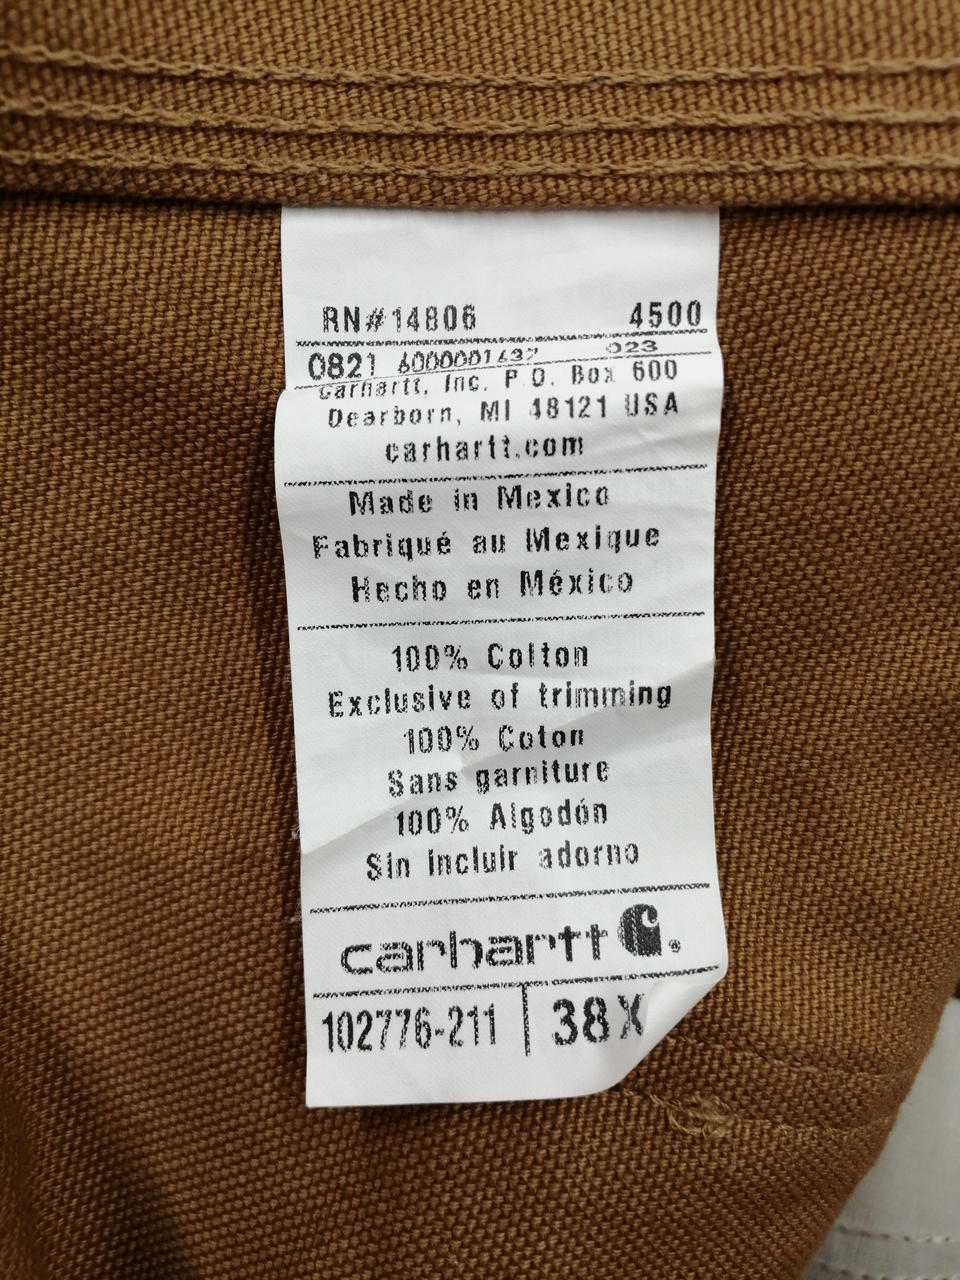 RN#14806 4500
0821 6000001637 023
Carhartt, Inc. P.O. Box 600
Dearborn, MI 48121 USA
carhartt.com
Made in Mexico
Fabriqué au Mexique
Hecho en México
100% Cotton
Exclusive of trimming
100% Coton
Sans garniture
100% Algodón
Sin incluir adorno
carhartt ®
102776-211 | 38X